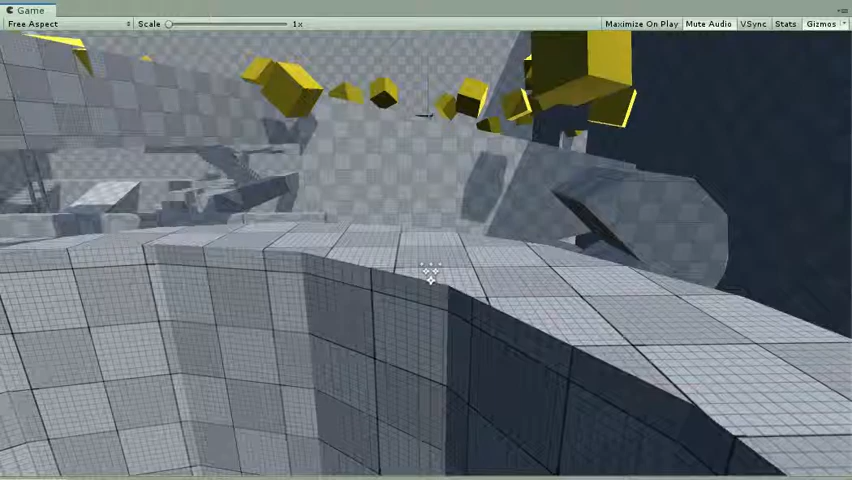 Game
Free Aspect Scale 1x Maximize On Play Mute Audio VSync Stats Gizmos